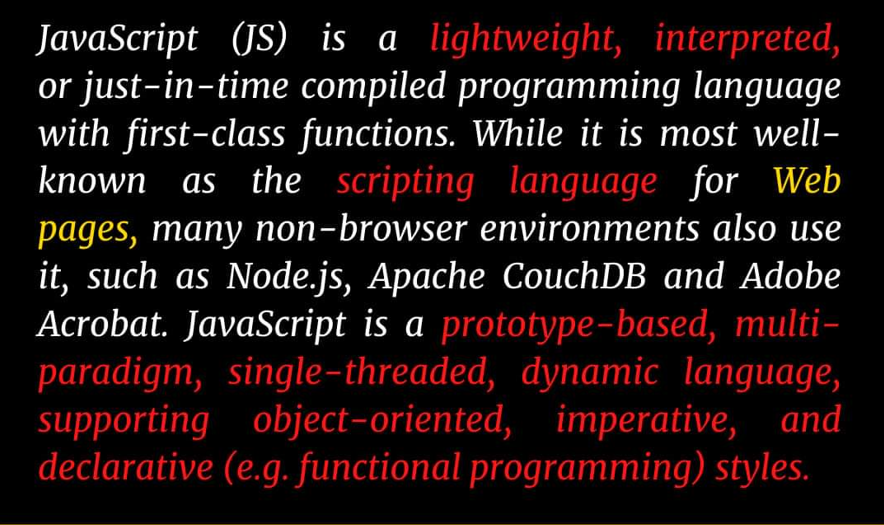 JavaScript (JS) is a lightweight, interpreted,
or just-in-time compiled programming language
with first-class functions. While it is most well-
known as the scripting language for Web
pages, many non-browser environments also use
it, such as Node.js, Apache CouchDB and Adobe
Acrobat. JavaScript is a prototype-based, multi-
paradigm, single-threaded, dynamic language,
supporting object-oriented, imperative, and
declarative (e.g. functional programming) styles.